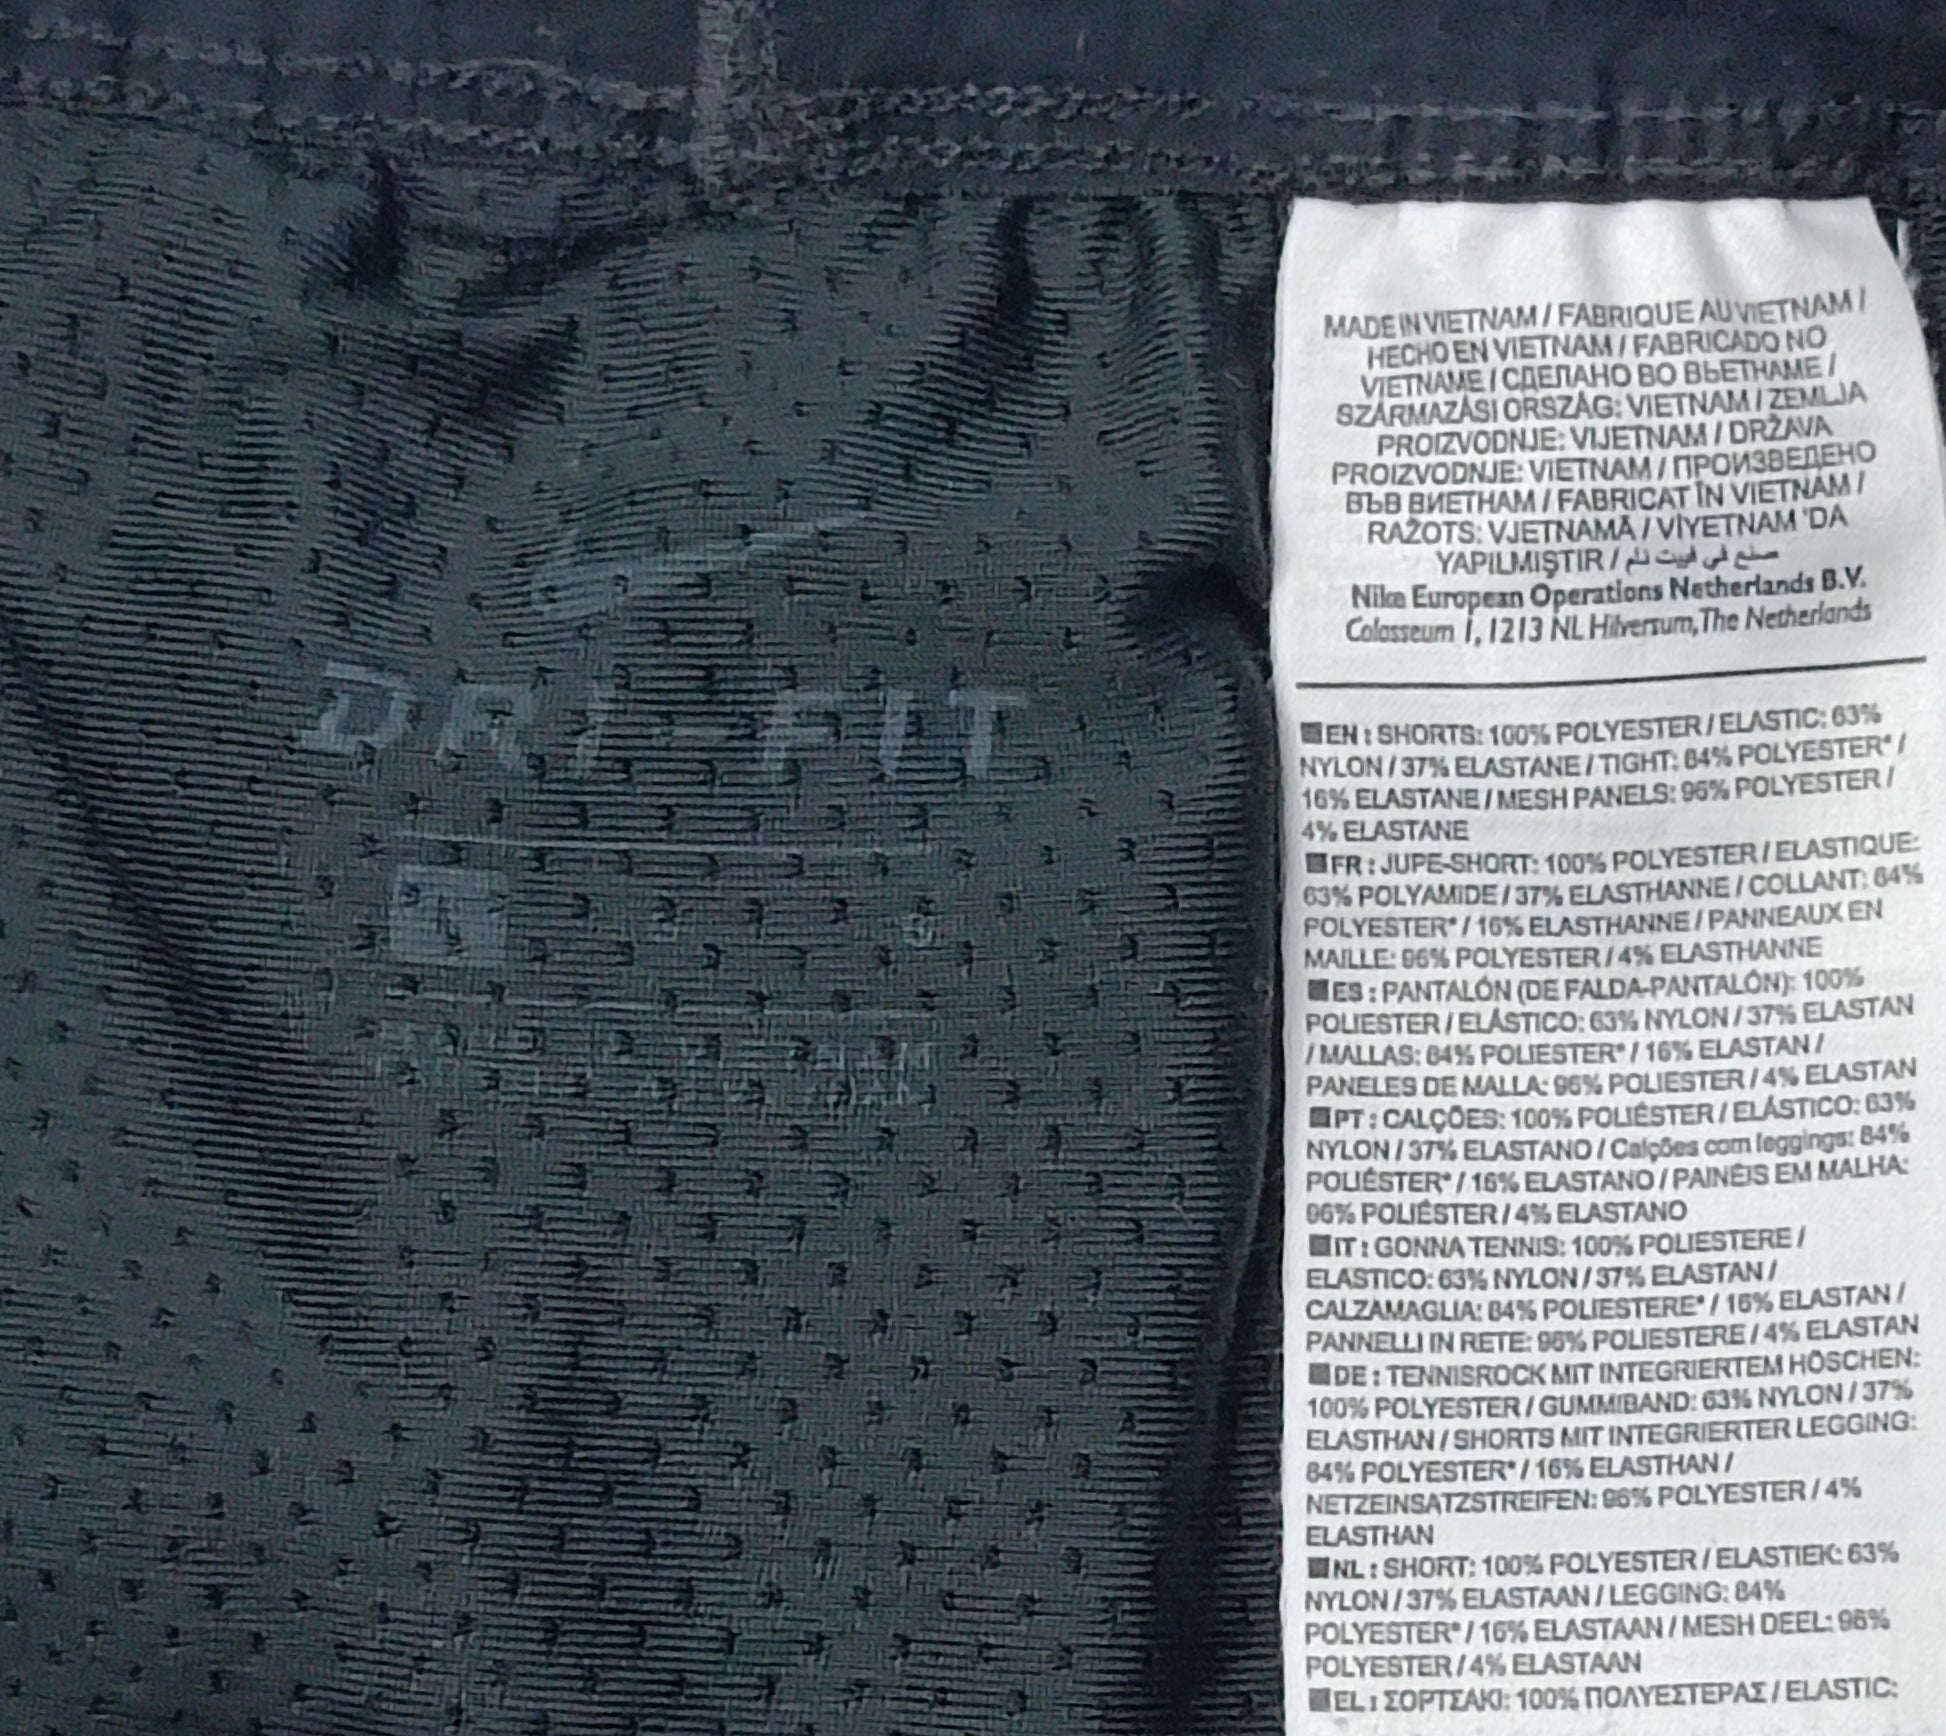 DRI-FIT
MADE IN VIETNAM / FABRIQUE AU VIETNAM /
HECHO EN VIETNAM / FABRICADO NO
VIETNAME / СДЕЛАНО ВО ВЬЕТНАМЕ /
SZÁRMAZÁSI ORSZÁG: VIETNAM / ZEMLJA
PROIZVODNJE: VIJETNAM / DRŽAVA
PROIZVODNJE: VIETNAM / ПРОИЗВЕДЕНО
ВЪВ ВИЕТНАМ / FABRICAT ÎN VIETNAM /
RAŽOTS: VJETNAMĀ / VİYETNAM 'DA
YAPILMIŞTIR / صنع في فييت نام
Nike European Operations Netherlands B.V.
Colosseum 1, 1213 NL Hilversum, The Netherlands
EN : SHORTS: 100% POLYESTER / ELASTIC: 63%
NYLON / 37% ELASTANE / TIGHT: 84% POLYESTER* /
16% ELASTANE / MESH PANELS: 96% POLYESTER /
4% ELASTANE
FR : JUPE-SHORT: 100% POLYESTER / ELASTIQUE:
63% POLYAMIDE / 37% ELASTHANNE / COLLANT: 84%
POLYESTER* / 16% ELASTHANNE / PANNEAUX EN
MAILLE: 96% POLYESTER / 4% ELASTHANNE
ES : PANTALÓN (DE FALDA-PANTALÓN): 100%
POLIESTER / ELÁSTICO: 63% NYLON / 37% ELASTAN
/ MALLAS: 84% POLIESTER* / 16% ELASTAN /
PANELES DE MALLA: 96% POLIESTER / 4% ELASTAN
PT : CALÇÕES: 100% POLIÉSTER / ELÁSTICO: 63%
NYLON / 37% ELASTANO / Calções com leggings: 84%
POLIÉSTER* / 16% ELASTANO / PAINÉIS EM MALHA:
96% POLIÉSTER / 4% ELASTANO
IT : GONNA TENNIS: 100% POLIESTERE /
ELASTICO: 63% NYLON / 37% ELASTAN /
CALZAMAGLIA: 84% POLIESTERE* / 16% ELASTAN /
PANNELLI IN RETE: 96% POLIESTERE / 4% ELASTAN
DE : TENNISROCK MIT INTEGRIERTEM HÖSCHEN:
100% POLYESTER / GUMMIBAND: 63% NYLON / 37%
ELASTHAN / SHORTS MIT INTEGRIERTER LEGGING:
84% POLYESTER* / 16% ELASTHAN /
NETZEINSATZSTREIFEN: 96% POLYESTER / 4%
ELASTHAN
NL : SHORT: 100% POLYESTER / ELASTIEK: 63%
NYLON / 37% ELASTAAN / LEGGING: 84%
POLYESTER* / 16% ELASTAAN / MESH DEEL: 96%
POLYESTER / 4% ELASTAAN
EL : ΣΟΡΤΣΑΚΙ: 100% ΠΟΛΥΕΣΤΕΡΑΣ / ELASTIC: